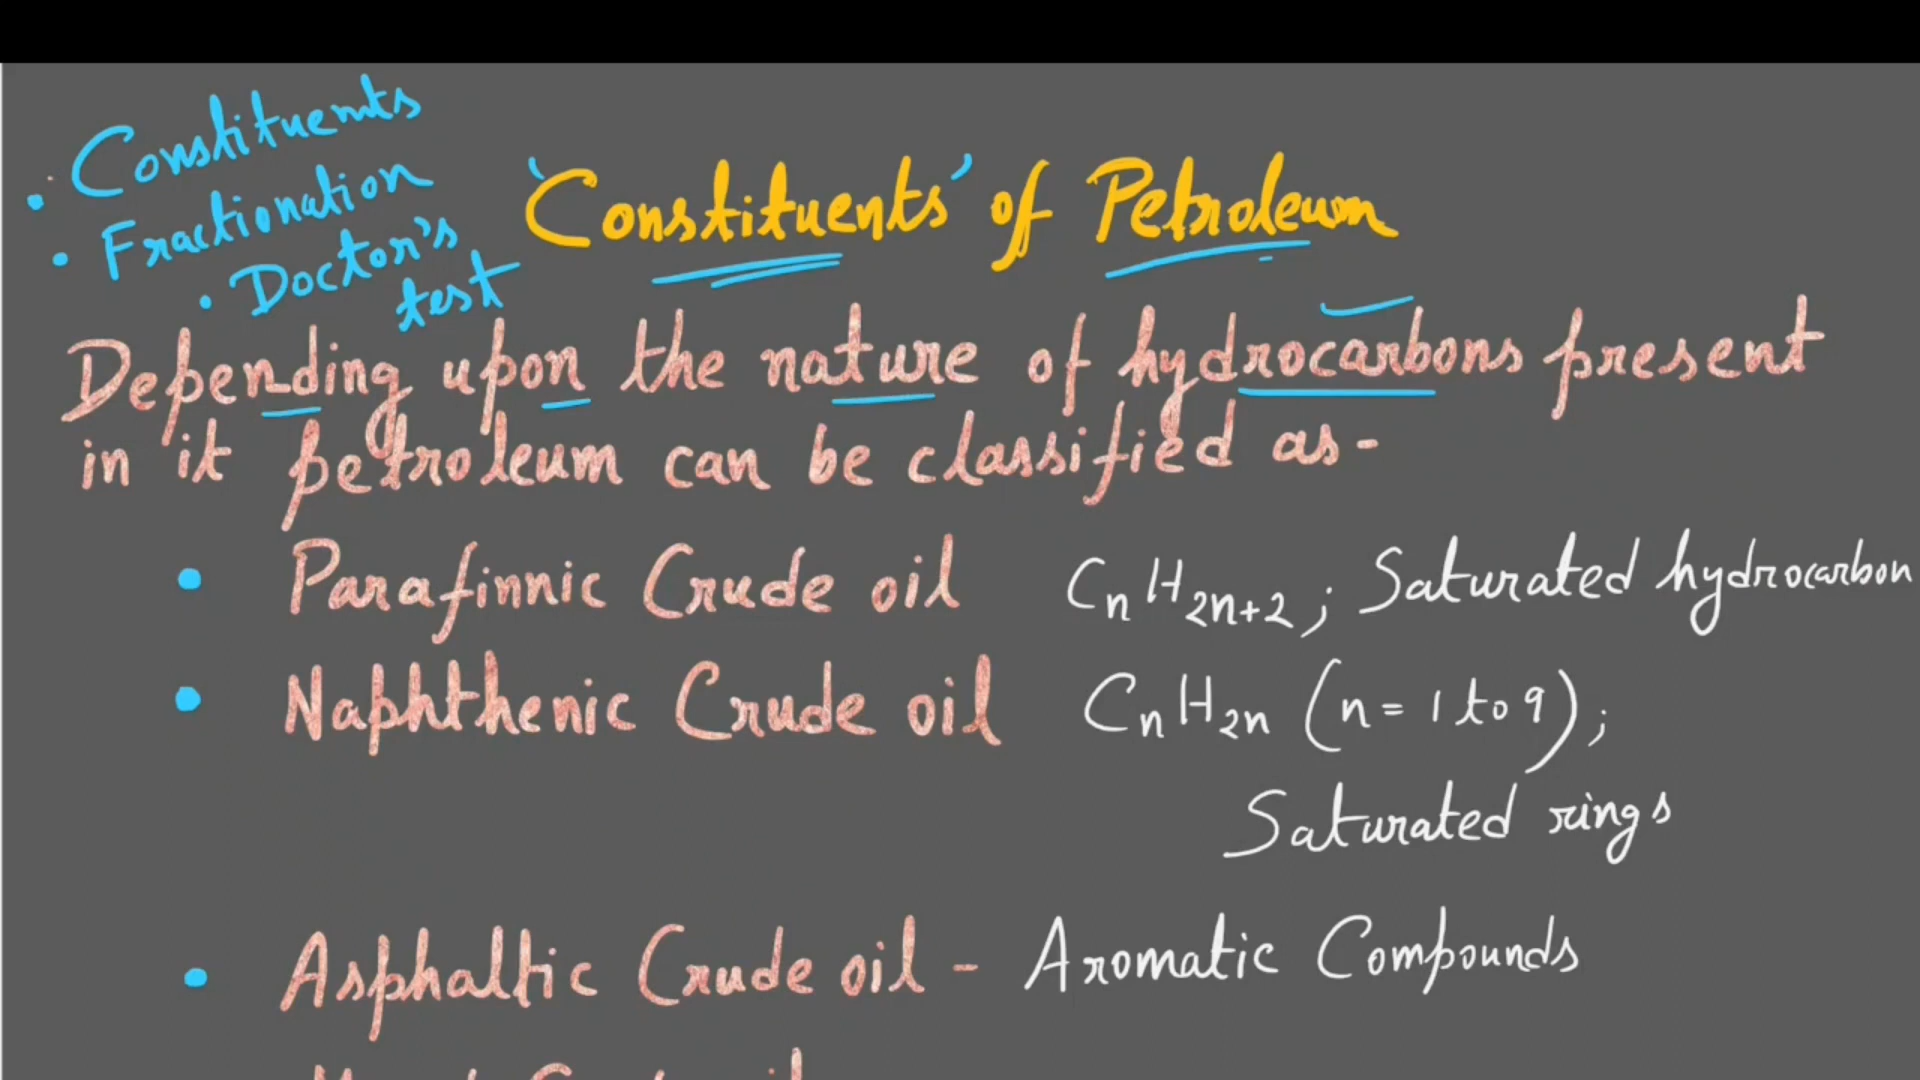 • Constituents
• Fractionation
• Doctor's
test
'Constituents' of Petroleum
Depending upon the nature of hydrocarbons present
in it petroleum can be classified as -
• Parafinnic Crude oil CnH2n+2; Saturated hydrocarbon
• Naphthenic Crude oil CnH2n (n = 1 to 9);
Saturated rings
• Asphaltic Crude oil - Aromatic Compounds